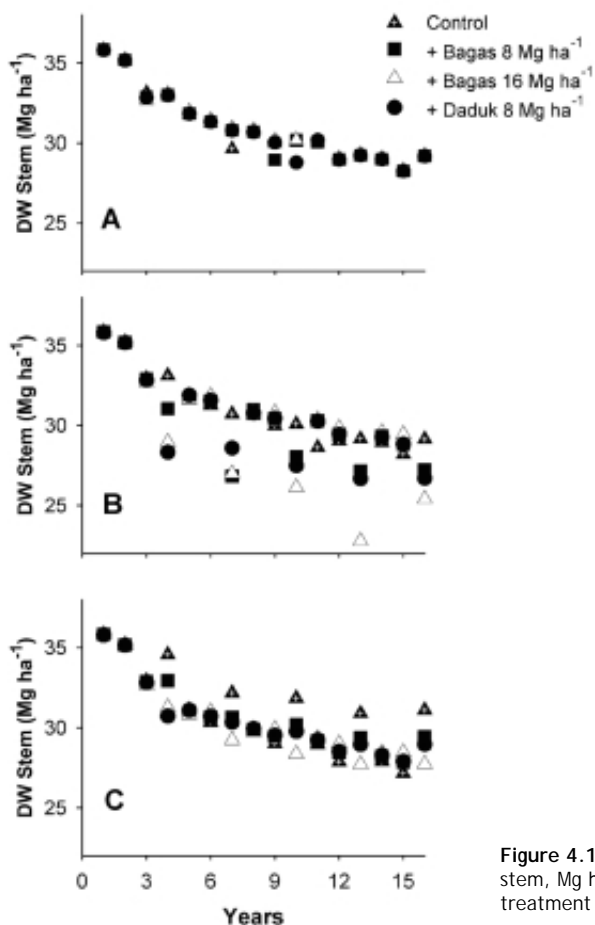 Control
+ Bagas 8 Mg ha-1
+ Bagas 16 Mg ha-1
+ Daduk 8 Mg ha-1
DW Stem (Mg ha-1)
35
30
25
A
DW Stem (Mg ha-1)
35
30
25
B
DW Stem (Mg ha-1)
35
30
25
C
0 3 6 9 12 15
Years
Figure 4.1
stem, Mg h
treatment